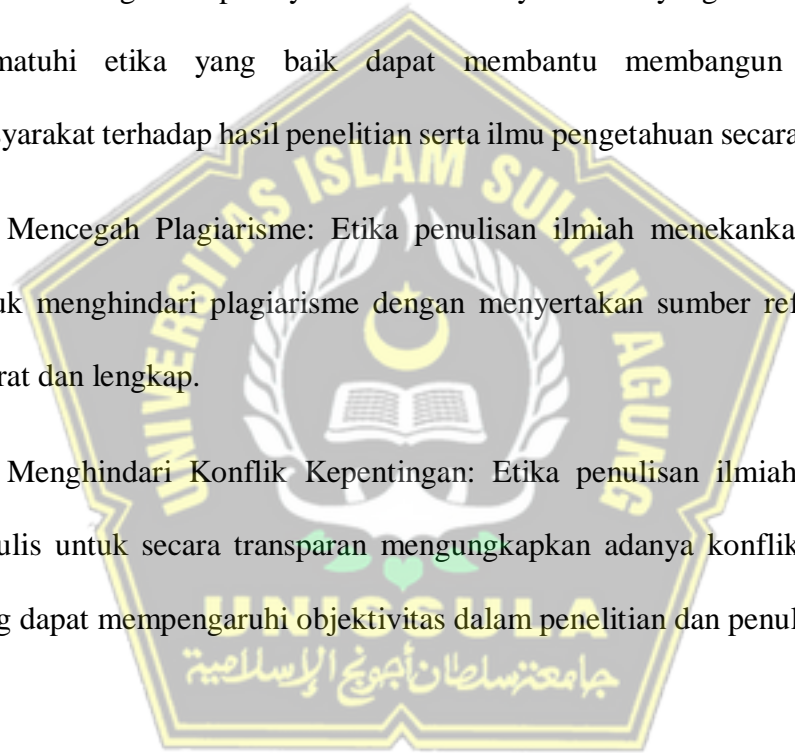 matuhi etika yang baik dapat membantu membangun
yarakat terhadap hasil penelitian serta ilmu pengetahuan secara
Mencegah Plagiarisme: Etika penulisan ilmiah menekanka
uk menghindari plagiarisme dengan menyertakan sumber ref
rat dan lengkap.
Menghindari Konflik Kepentingan: Etika penulisan ilmiah
ulis untuk secara transparan mengungkapkan adanya konflik
g dapat mempengaruhi objektivitas dalam penelitian dan penul
UNIVERSITAS ISLAM SULTAN AGUNG
UNISSULA
جامعة سلطان أجونج الإسلامية